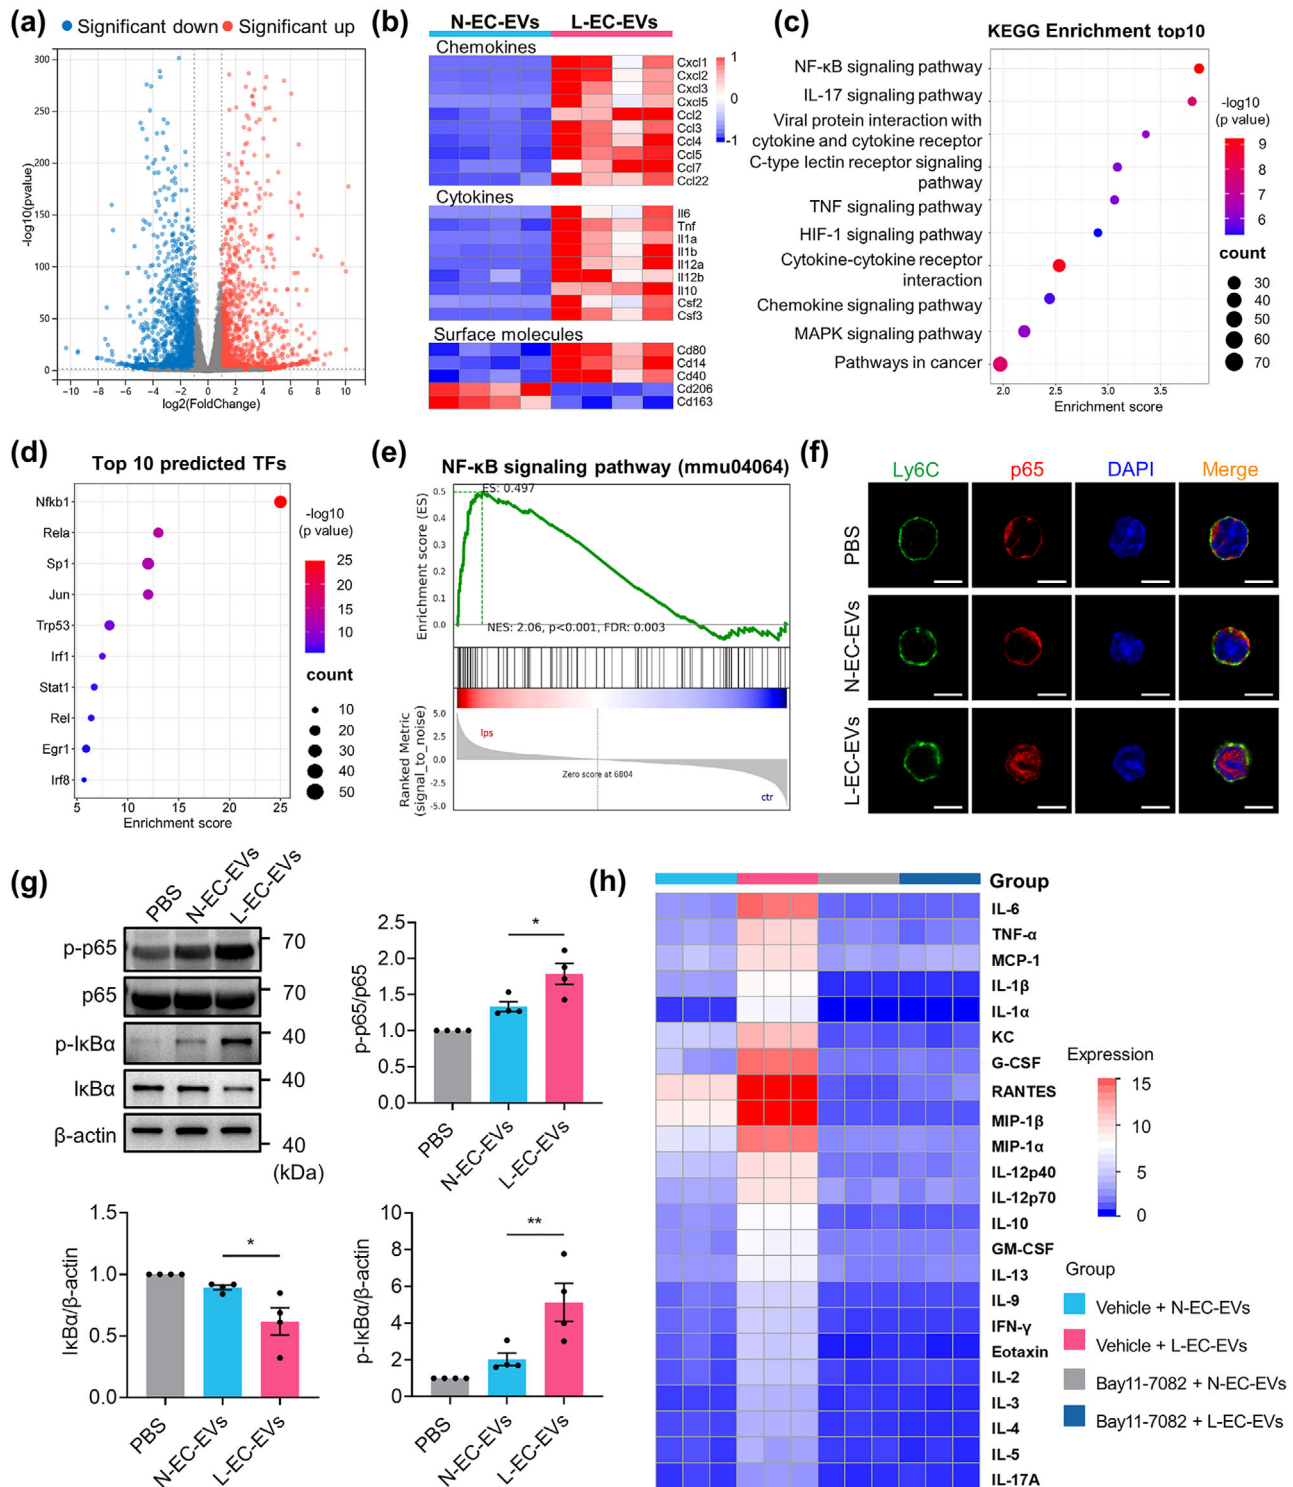 (a)
Significant down
Significant up
300
250
200
150
100
50
0
-log10(pvalue)
−10
−8
−6
−4
−2
0
2
4
6
8
10
log2(FoldChange)
(b)
N-EC-EVs
L-EC-EVs
Chemokines
Cxcl1
Cxcl2
Cxcl3
Cxcl5
Ccl2
Ccl3
Ccl4
Ccl5
Ccl7
Ccl22
1
0
-1
Cytokines
Il6
Tnf
Il1a
Il1b
Il12a
Il12b
Il10
Csf2
Csf3
Surface molecules
Cd80
Cd14
Cd40
Cd206
Cd163
(c)
KEGG Enrichment top10
NF-κB signaling pathway
IL-17 signaling pathway
Viral protein interaction with
cytokine and cytokine receptor
C-type lectin receptor signaling
pathway
TNF signaling pathway
HIF-1 signaling pathway
Cytokine-cytokine receptor
interaction
Chemokine signaling pathway
MAPK signaling pathway
Pathways in cancer
2.0
2.5
3.0
3.5
Enrichment score
-log10
(p value)
9
8
7
6
count
30
40
50
60
70
(d)
Top 10 predicted TFs
Nfkb1
Rela
Sp1
Jun
Trp53
Irf1
Stat1
Rel
Egr1
Irf8
5
10
15
20
25
Enrichment score
-log10
(p value)
25
20
15
10
count
10
20
30
40
50
(e)
NF-κB signaling pathway (mmu04064)
ES: 0.497
0.5
0.4
0.3
0.2
0.1
0.0
Enrichment score (ES)
NES: 2.06, p<0.001, FDR: 0.003
5.0
2.5
0.0
-2.5
-5.0
Ranked Metric
(signal_to_noise)
lps
Zero score at 6804
ctr
(f)
Ly6C
p65
DAPI
Merge
PBS
N-EC-EVs
L-EC-EVs
(g)
PBS
N-EC-EVs
L-EC-EVs
p-p65
70
p65
70
p-IκBα
40
IκBα
40
β-actin
40
(kDa)
2.5
2.0
1.5
1.0
0.5
0.0
p-p65/p65
*
PBS
N-EC-EVs
L-EC-EVs
1.5
1.0
0.5
0.0
IκBα/β-actin
*
PBS
N-EC-EVs
L-EC-EVs
10
8
6
4
2
0
p-IκBα/β-actin
**
PBS
N-EC-EVs
L-EC-EVs
(h)
Group
IL-6
TNF-α
MCP-1
IL-1β
IL-1α
KC
G-CSF
RANTES
MIP-1β
MIP-1α
IL-12p40
IL-12p70
IL-10
GM-CSF
IL-13
IL-9
IFN-γ
Eotaxin
IL-2
IL-3
IL-4
IL-5
IL-17A
Expression
15
10
5
0
Group
Vehicle + N-EC-EVs
Vehicle + L-EC-EVs
Bay11-7082 + N-EC-EVs
Bay11-7082 + L-EC-EVs